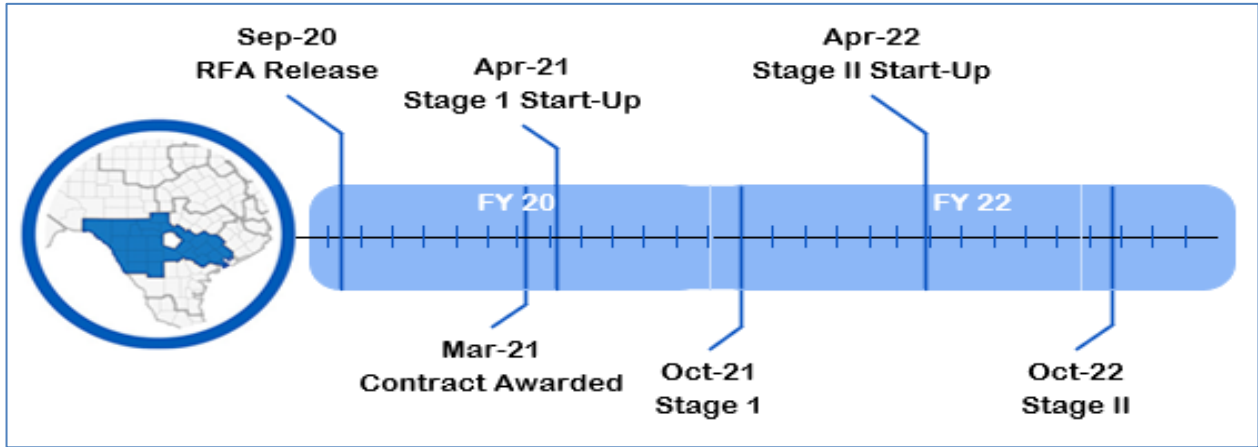 Sep-20
RFA Release
Apr-21
Stage 1 Start-Up
Apr-22
Stage II Start-Up
FY 20
FY 22
Mar-21
Contract Awarded
Oct-21
Stage 1
Oct-22
Stage II